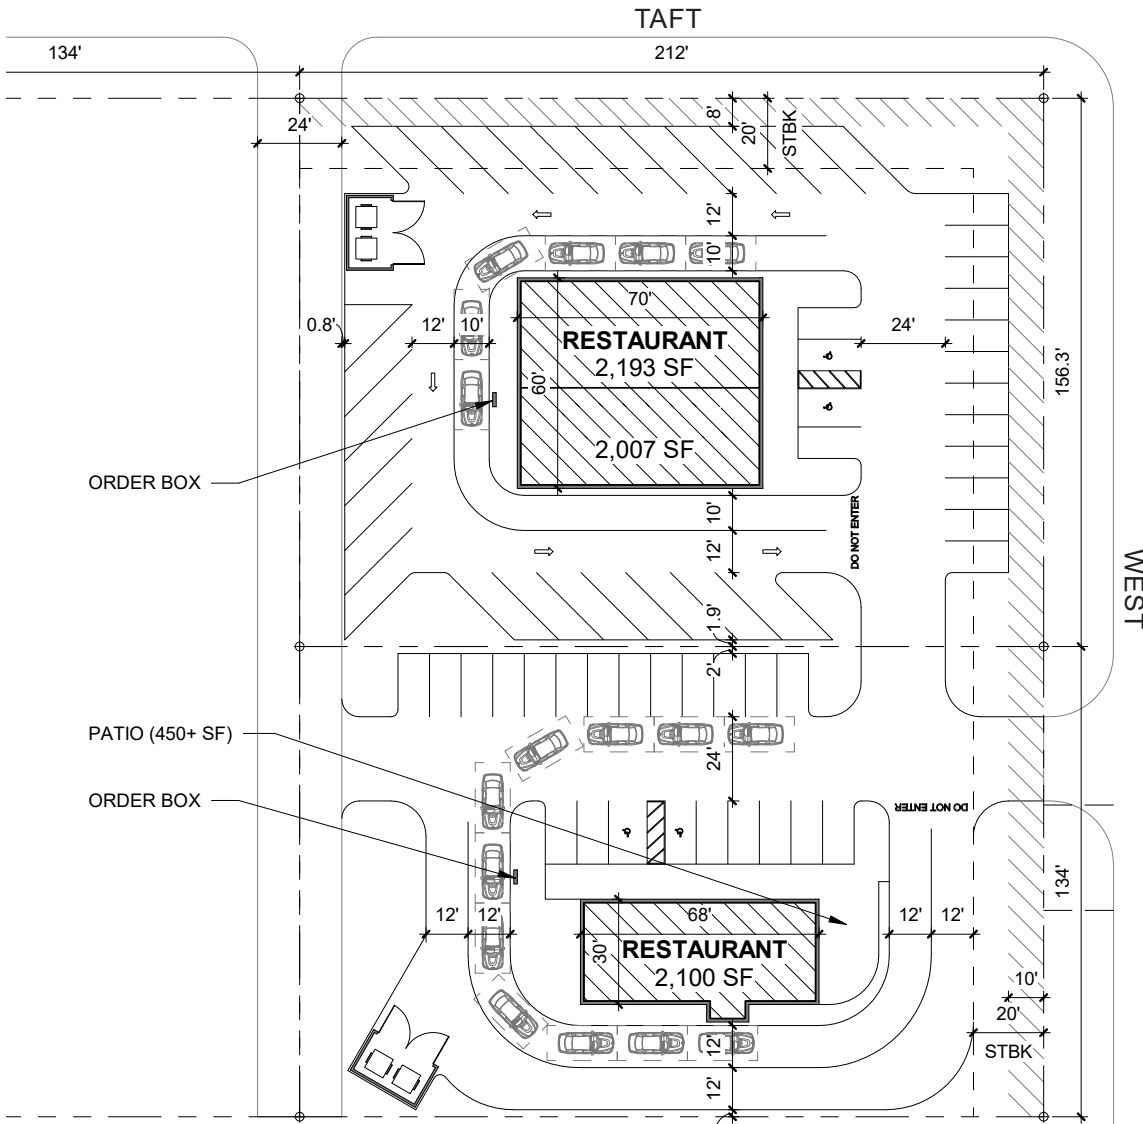 TAFT
134'
212'
24'
8'
20'
STBK
12'
10'
70'
0.8'
12'
10'
24'
RESTAURANT
2,193 SF
60'
156.3'
2,007 SF
ORDER BOX
10'
DO NOT ENTER
12'
WEST
1.9'
2'
PATIO (450+ SF)
24'
ORDER BOX
DO NOT ENTER
134'
12'
12'
68'
12'
12'
RESTAURANT
30'
2,100 SF
10'
20'
12'
STBK
12'